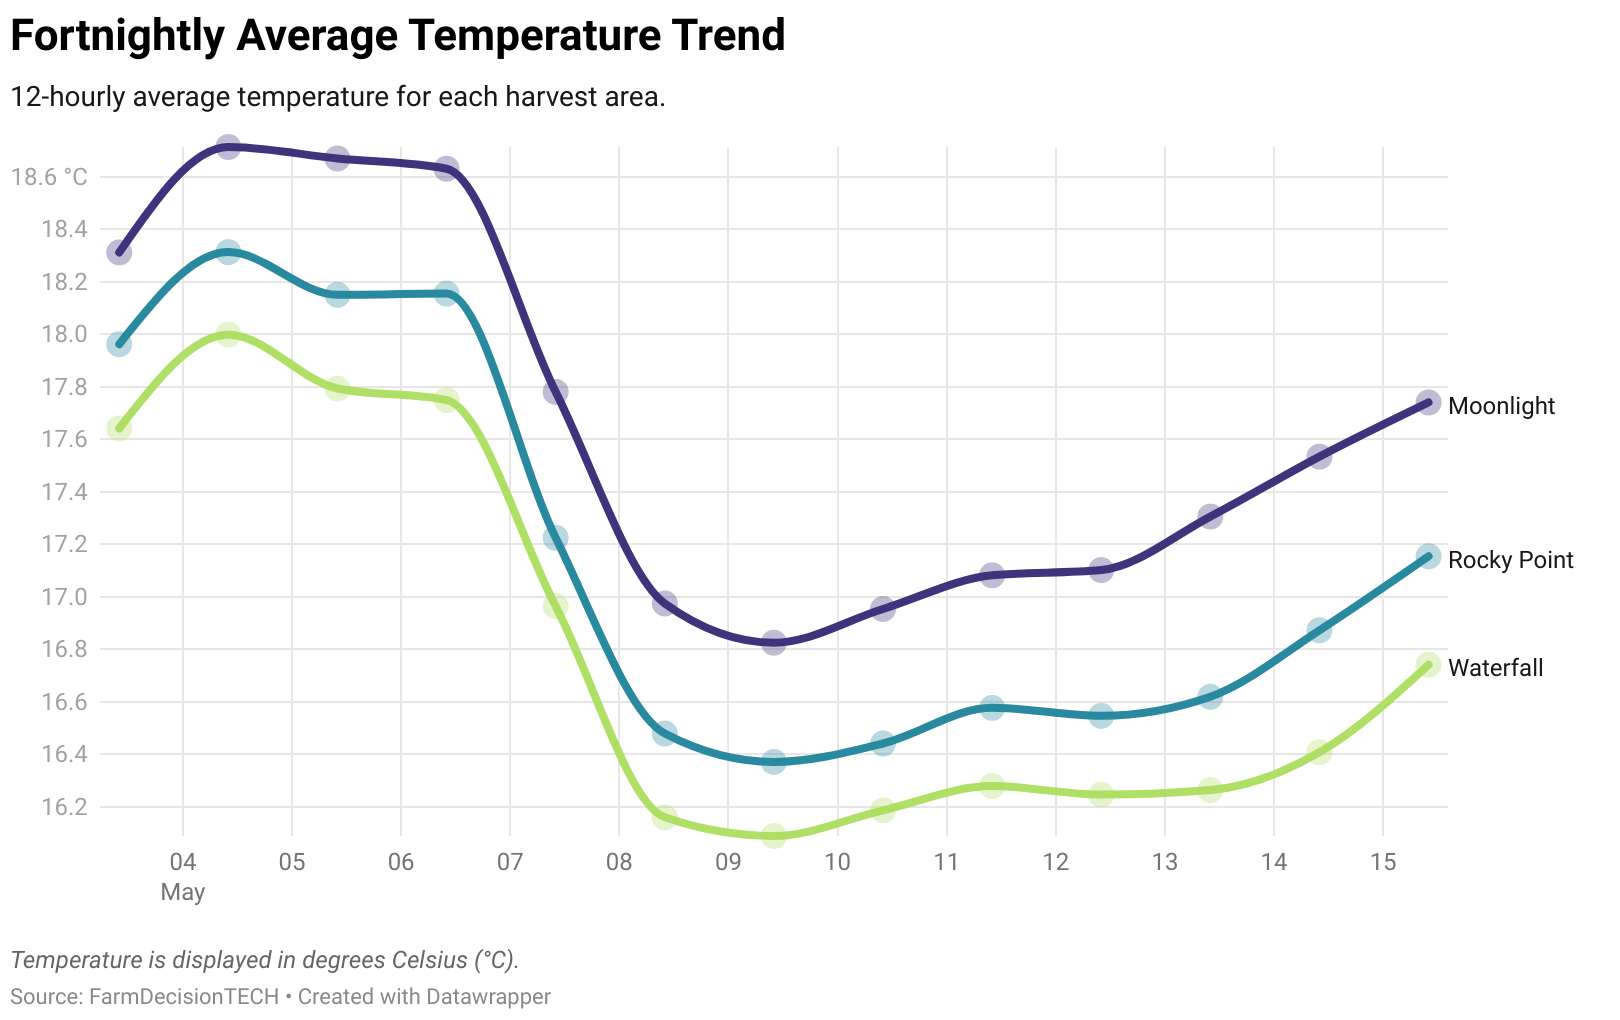 Fortnightly Average Temperature Trend
12-hourly average temperature for each harvest area.
18.6 °C
18.4
18.2
18.0
17.8
17.6
17.4
17.2
17.0
16.8
16.6
16.4
16.2
Moonlight
Rocky Point
Waterfall
04 05 06 07 08 09 10 11 12 13 14 15
May
Temperature is displayed in degrees Celsius (°C).
Source: FarmDecisionTECH • Created with Datawrapper